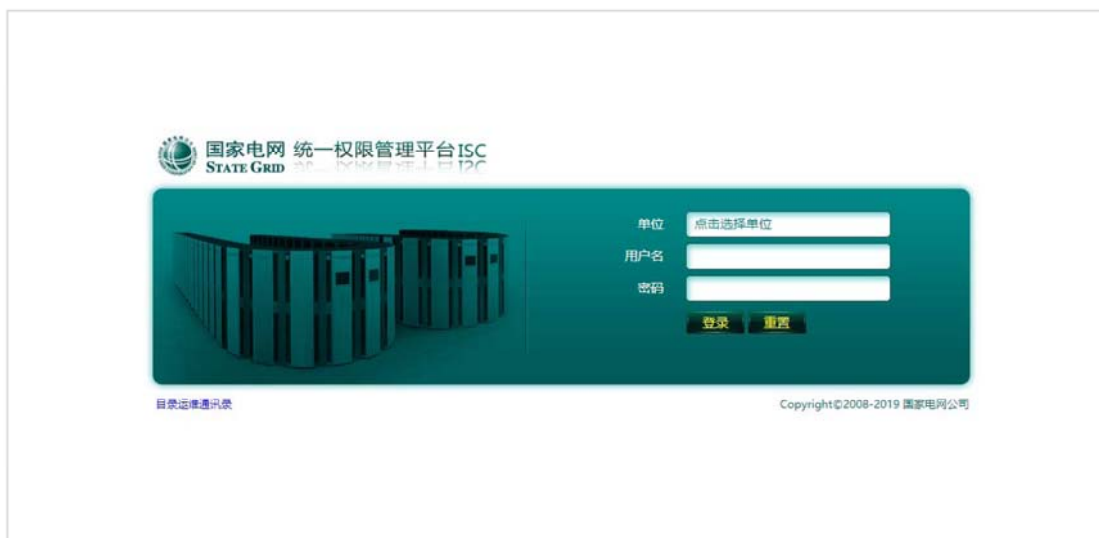 国家电网 统一权限管理平台ISC
STATE GRID
单位 点击选择单位
用户名
密码
登录 重置
目录运维通讯录 Copyright©2008-2019 国家电网公司